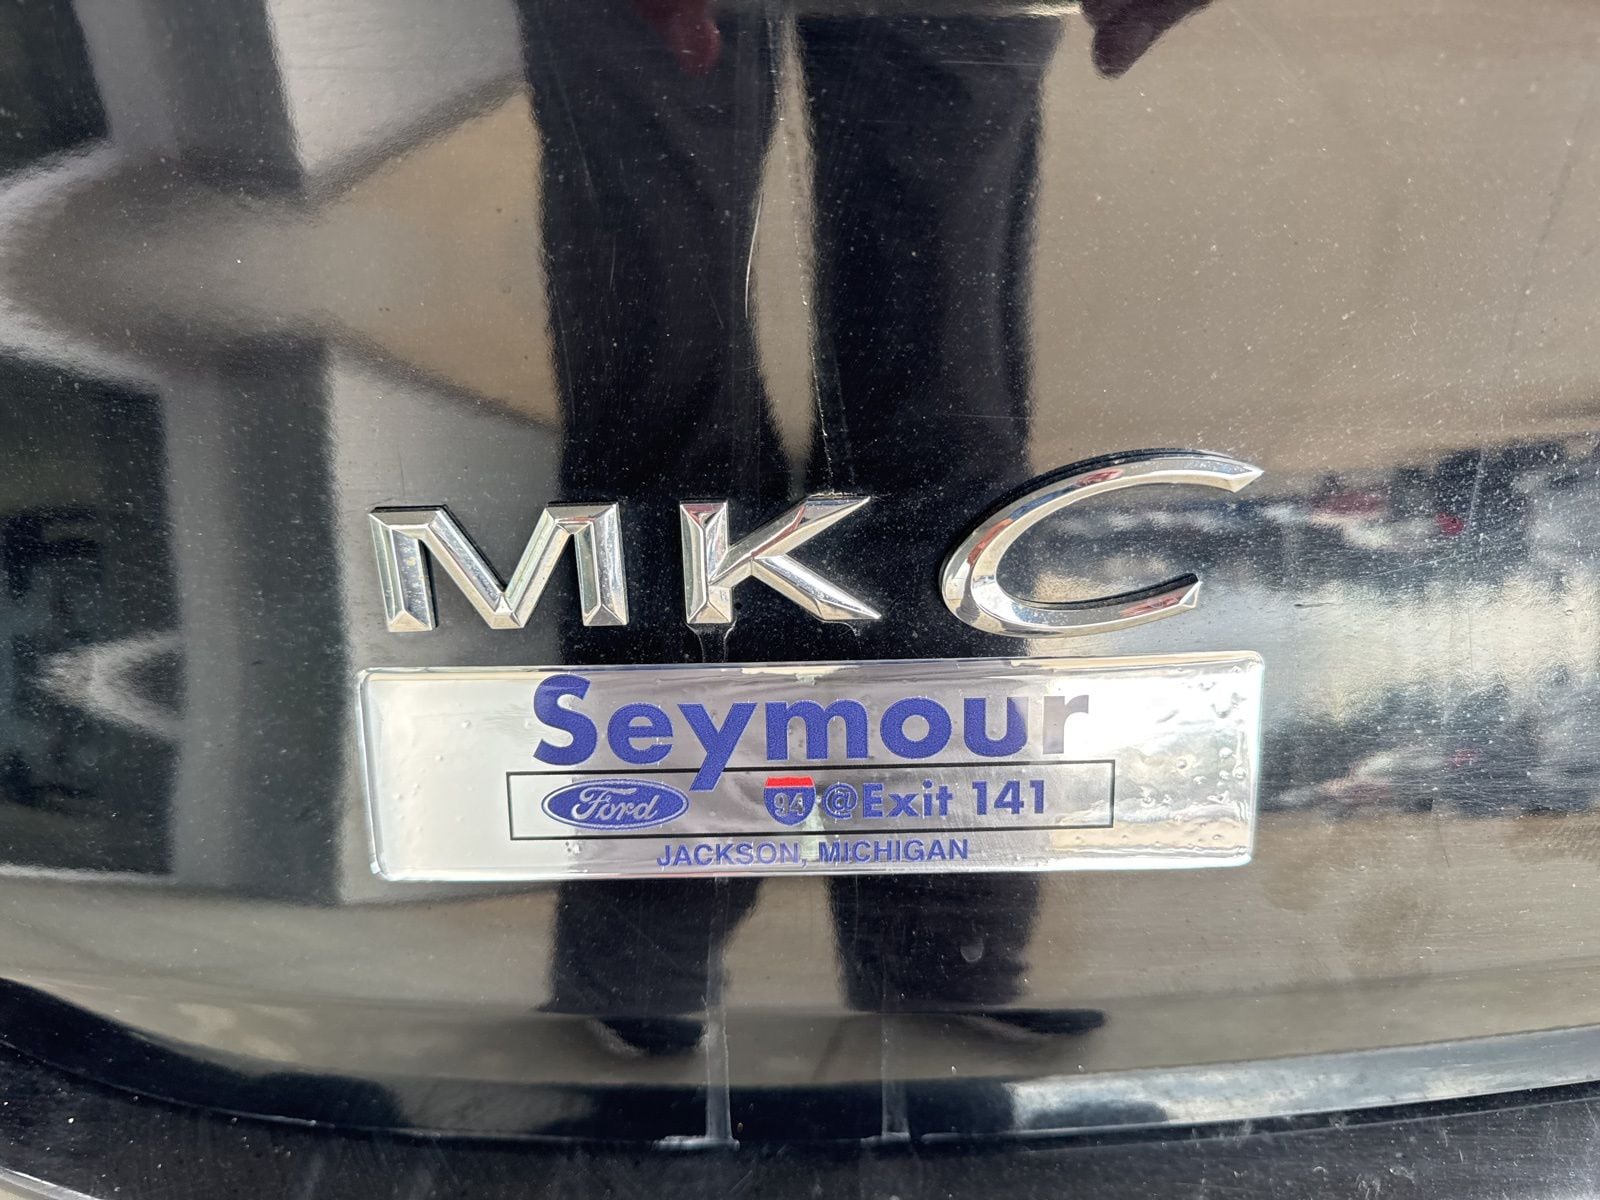 MKC
Seymour
Ford 94 @Exit 141
JACKSON, MICHIGAN